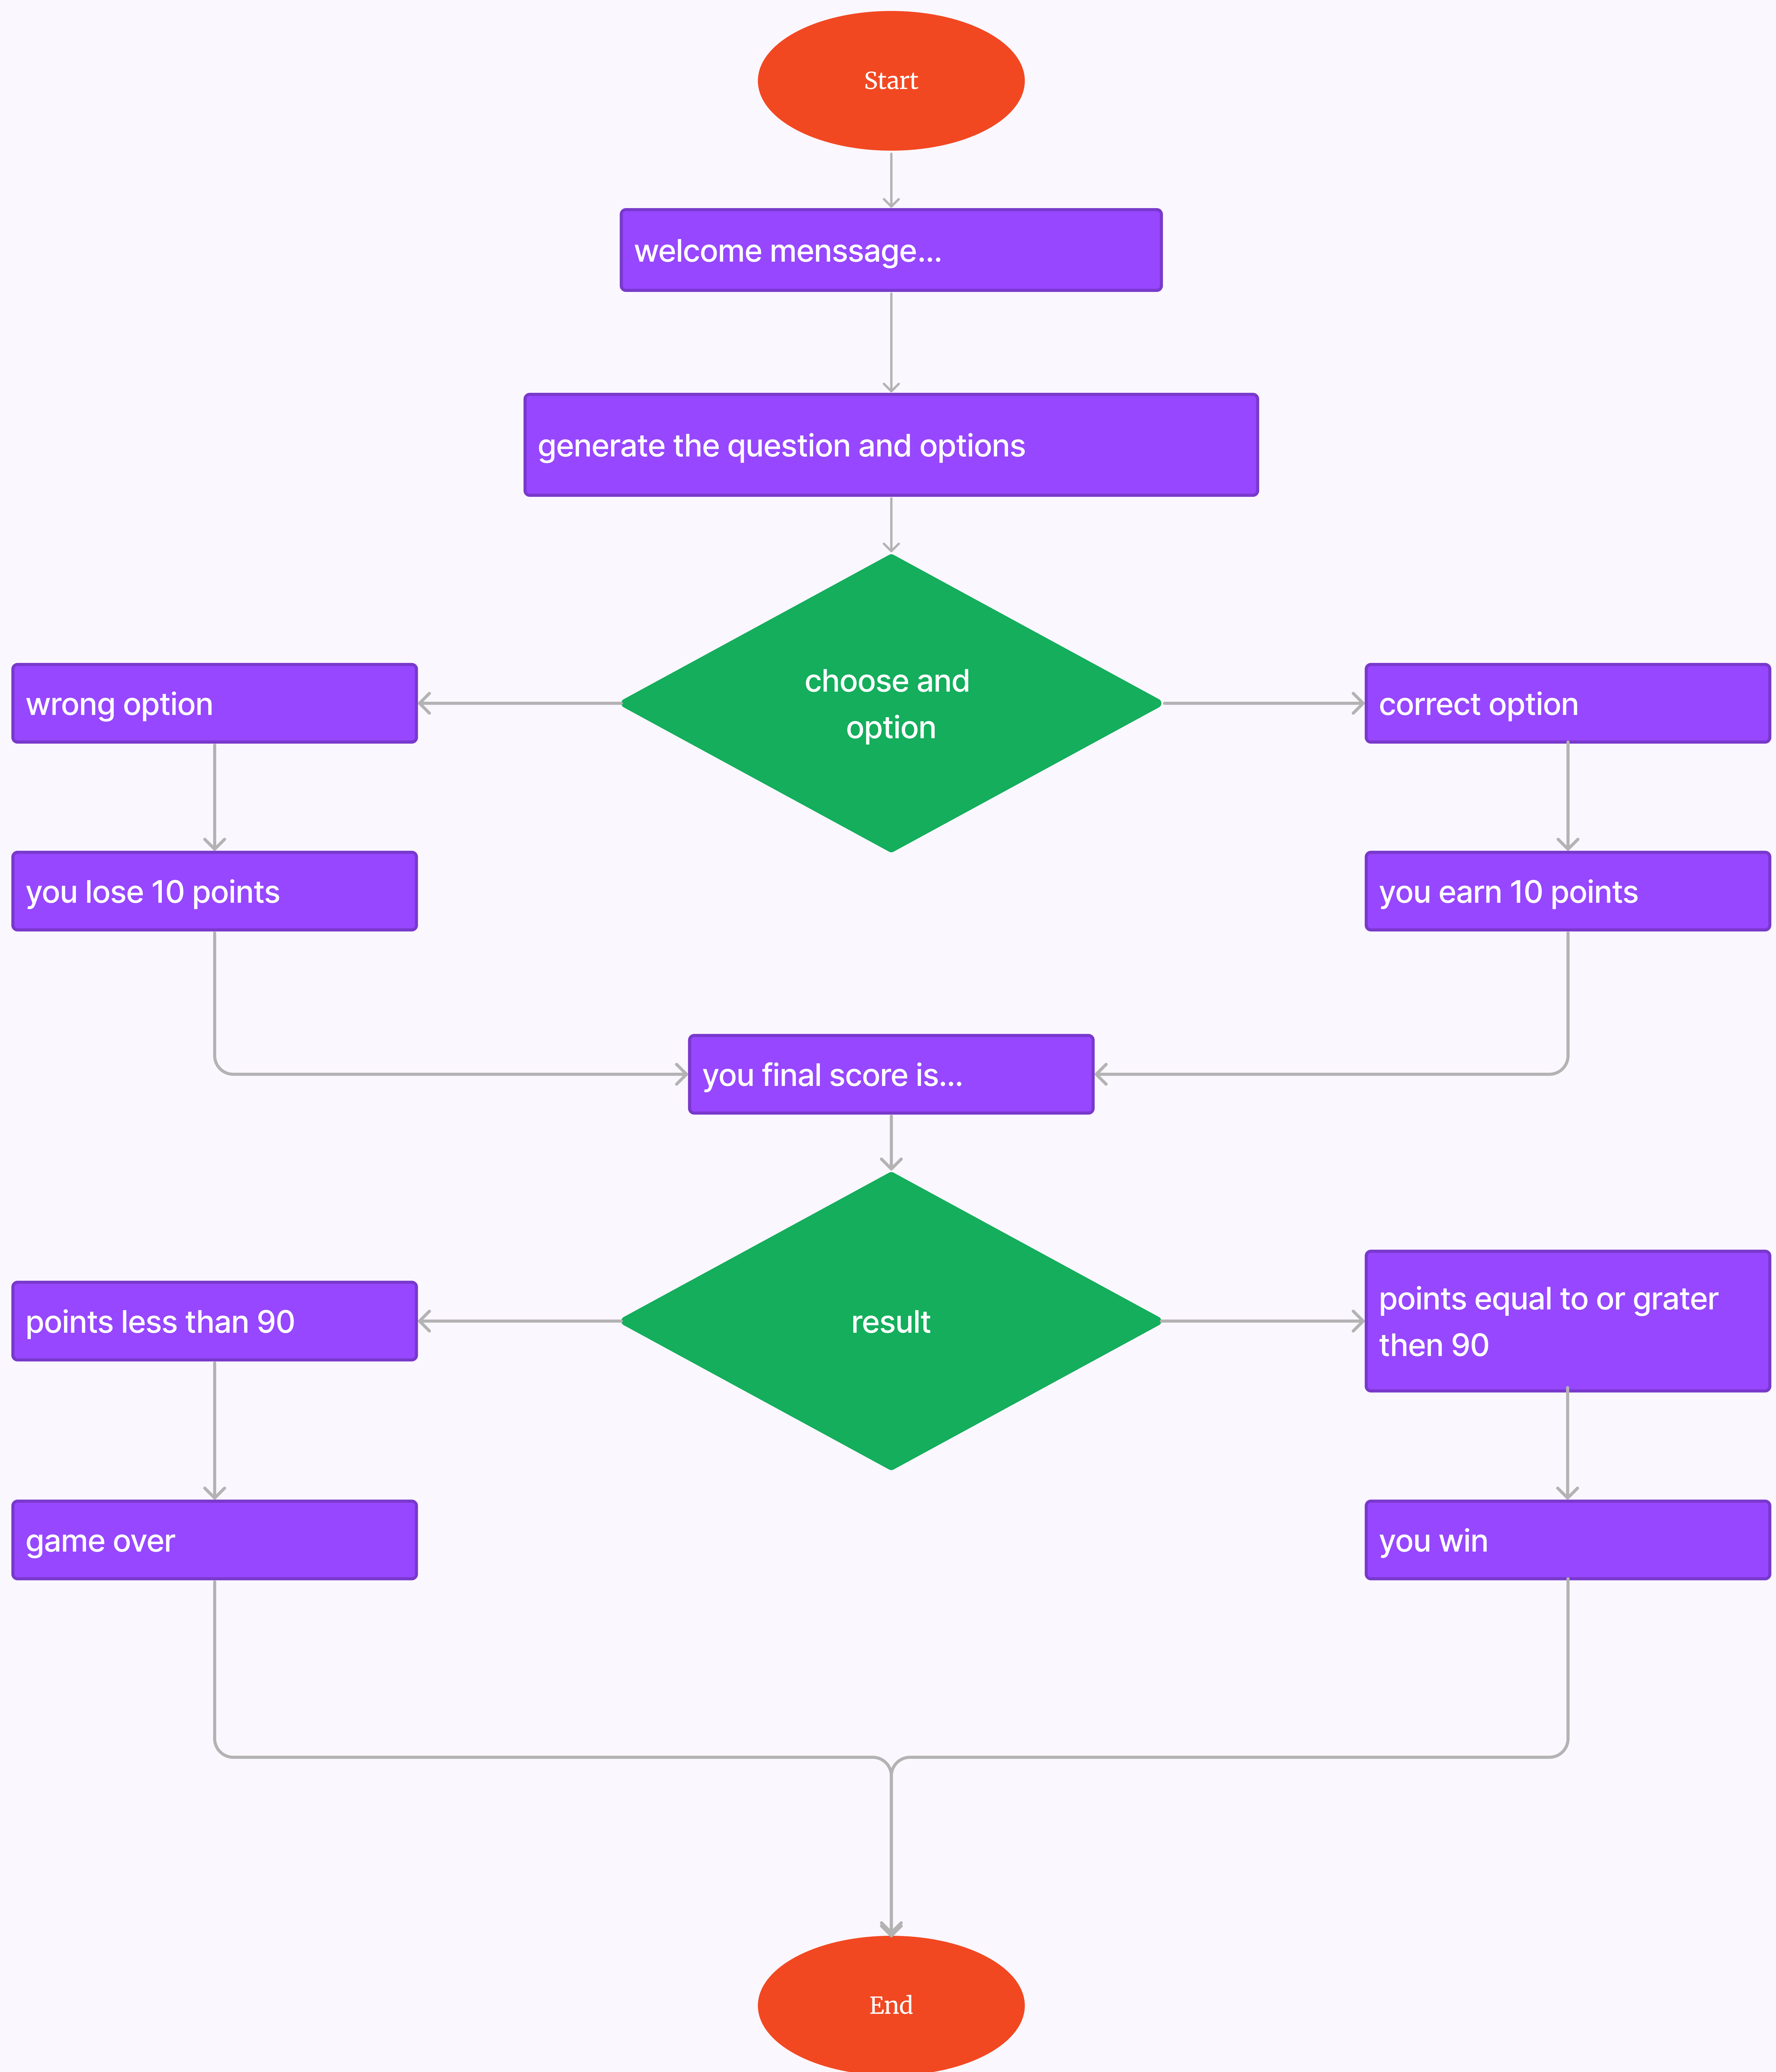 Start
welcome menssage...
generate the question and options
choose and
option
wrong option
correct option
you lose 10 points
you earn 10 points
you final score is...
points less than 90
result
points equal to or grater
then 90
game over
you win
End